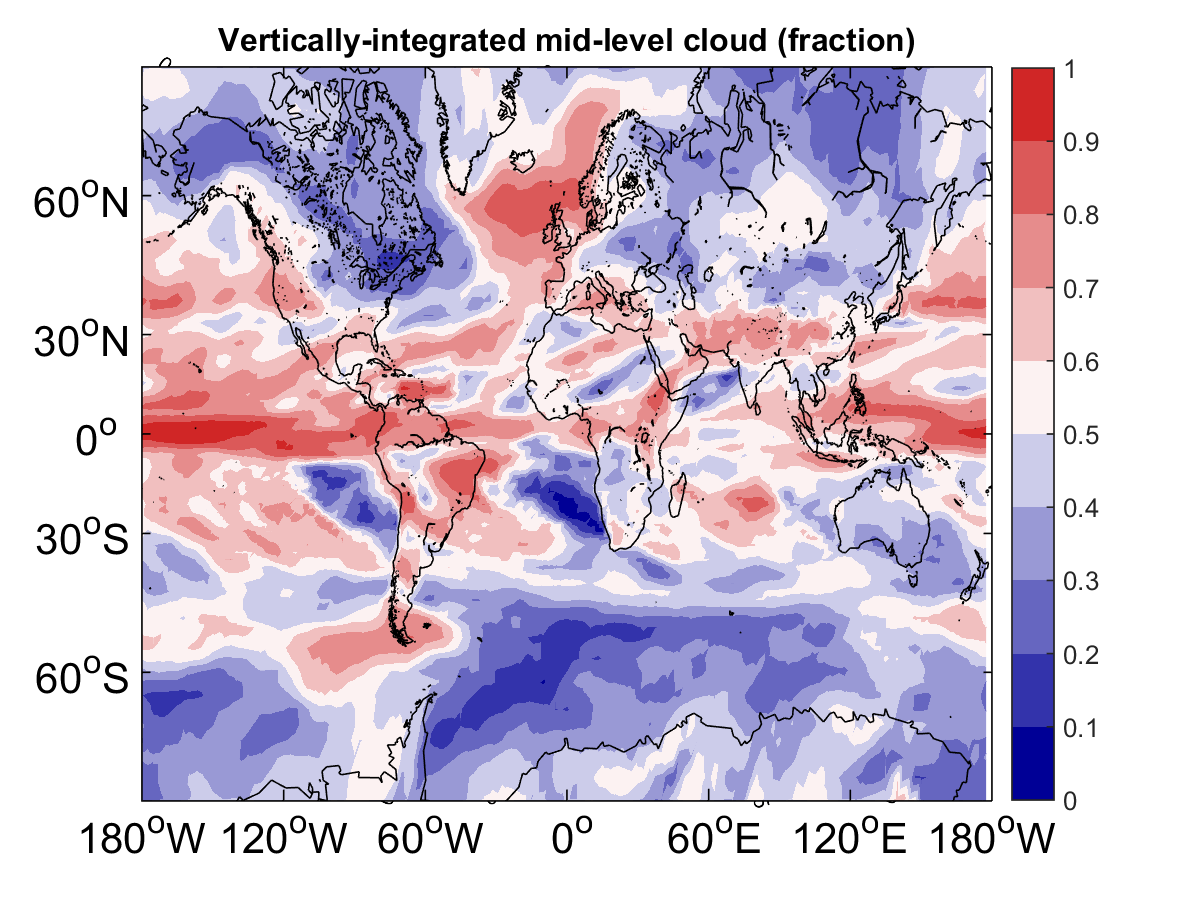 Vertically-integrated mid-level cloud (fraction)
1
0.9
0.8
0.7
0.6
0.5
0.4
0.3
0.2
0.1
0
60°N
30°N
0°
30°S
60°S
180°W 120°W 60°W 0° 60°E 120°E 180°W